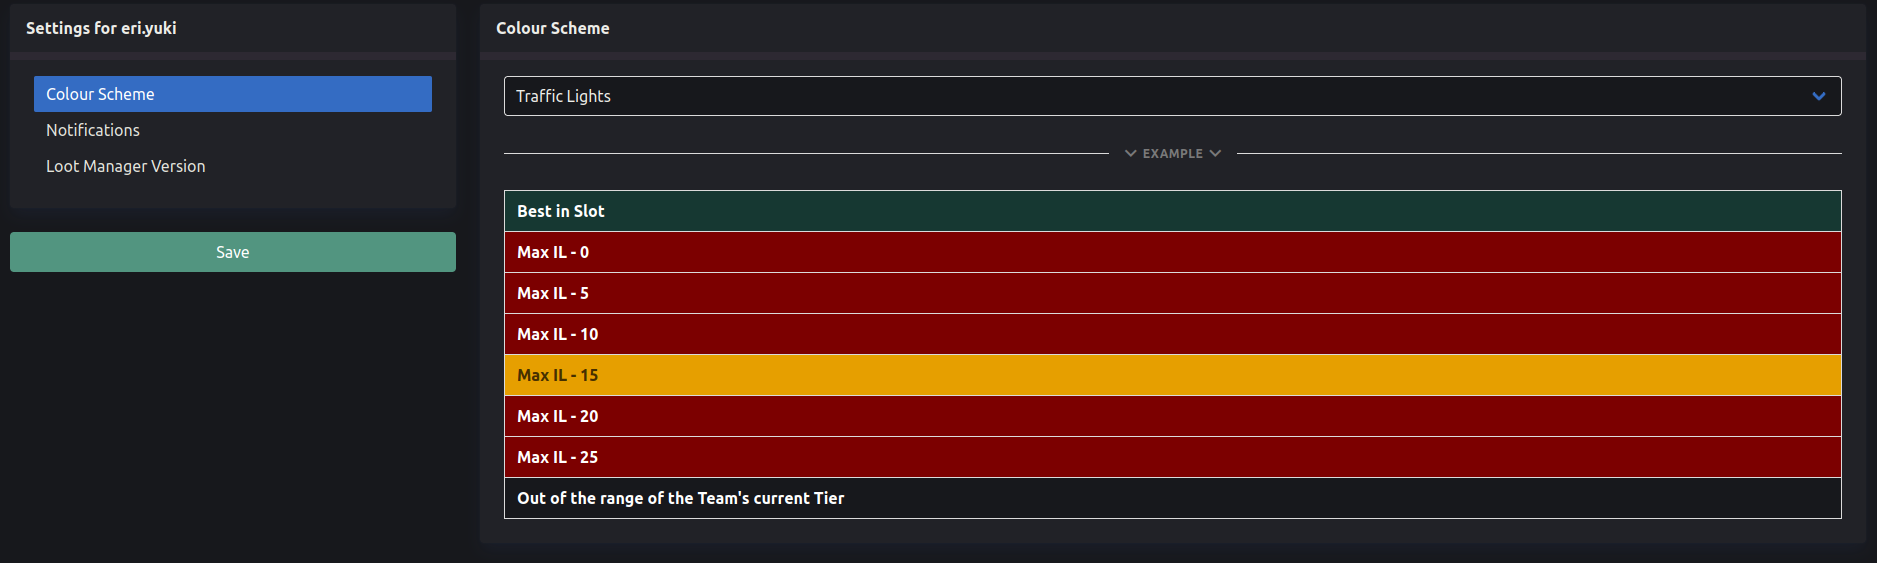 Settings for eri.yuki
Colour Scheme
Notifications
Loot Manager Version
Save
Colour Scheme
Traffic Lights
EXAMPLE
Best in Slot
Max IL - 0
Max IL - 5
Max IL - 10
Max IL - 15
Max IL - 20
Max IL - 25
Out of the range of the Team's current Tier